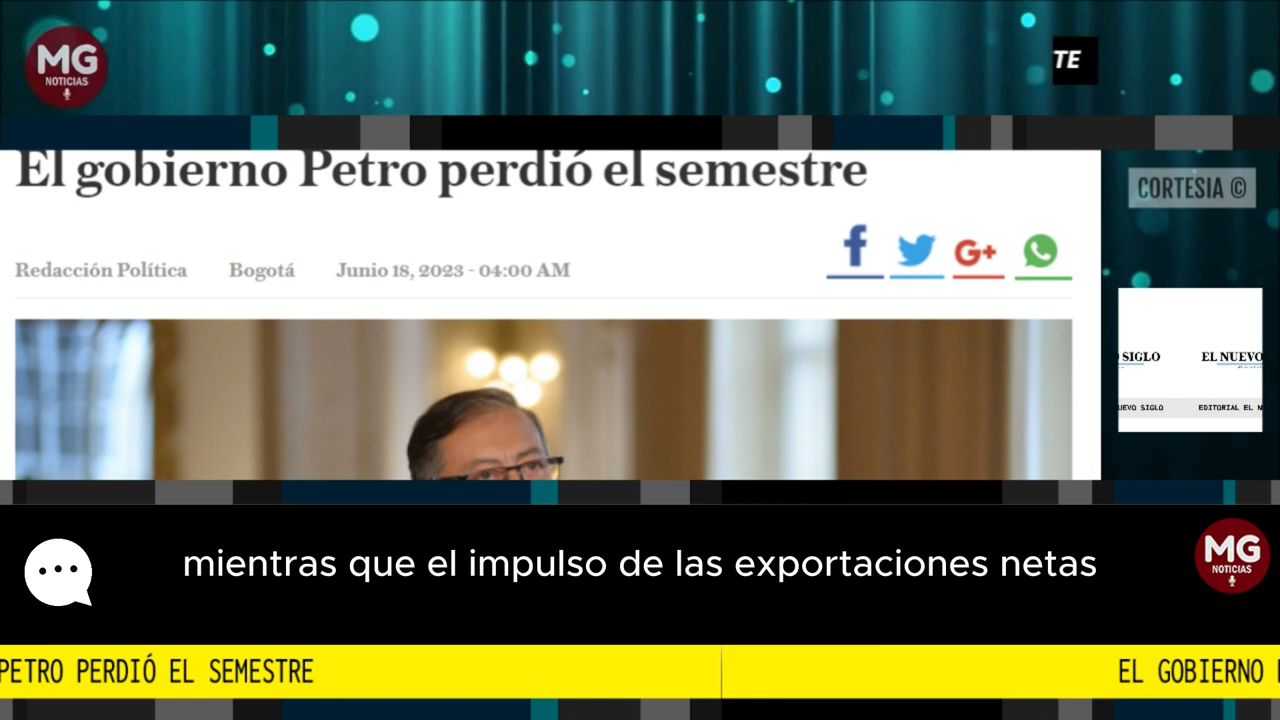 MG
NOTICIAS
TE
El gobierno Petro perdió el semestre
CORTESIA ©
Redacción Política Bogotá Junio 18, 2023 - 04:00 AM
f G+
SIGLO EL NUEVO
UEVO SIGLO EDITORIAL EL N
mientras que el impulso de las exportaciones netas
MG
NOTICIAS
PETRO PERDIÓ EL SEMESTRE EL GOBIERNO